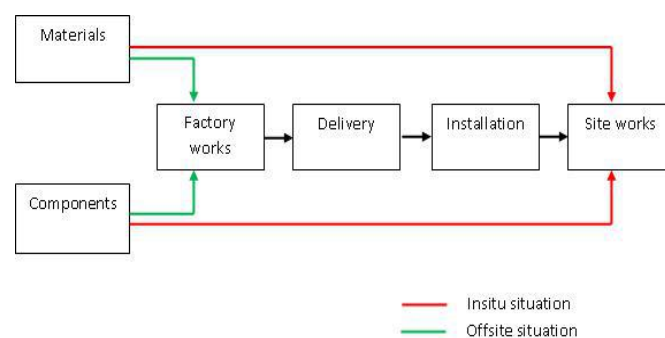 Materials
Factory
works
Delivery
Installation
Site works
Components
Insitu situation
Offsite situation